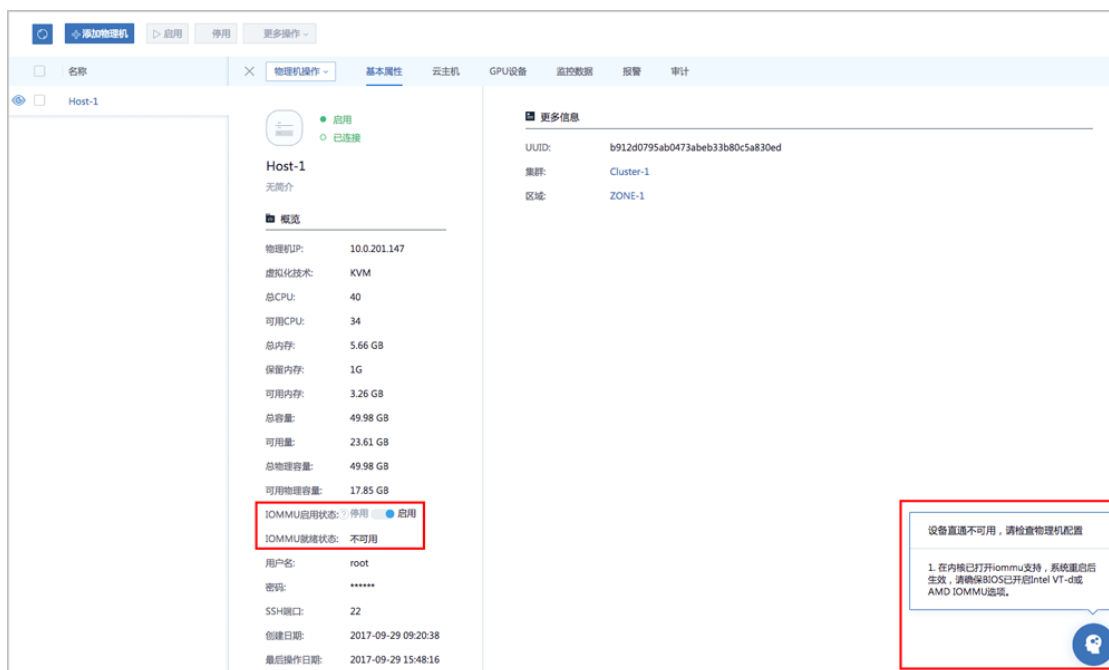 添加物理机 启用 停用 更多操作
名称
物理机操作 基本属性 云主机 GPU设备 监控数据 报警 审计
Host-1
启用
已连接
Host-1
无简介
概览
物理机IP: 10.0.201.147
虚拟化技术: KVM
总CPU: 40
可用CPU: 34
总内存: 5.66 GB
保留内存: 1G
可用内存: 3.26 GB
总容量: 49.98 GB
可用量: 23.61 GB
总物理容量: 49.98 GB
可用物理容量: 17.85 GB
IOMMU启用状态: ? 停用 启用
IOMMU就绪状态: 不可用
用户名: root
密码: ******
SSH端口: 22
创建日期: 2017-09-29 09:20:38
最后操作日期: 2017-09-29 15:48:16
更多信息
UUID: b912d0795ab0473abeb33b80c5a830ed
集群: Cluster-1
区域: ZONE-1
设备直通不可用，请检查物理机配置
1. 在内核已打开iommu支持，系统重启后
生效，请确保BIOS已开启Intel VT-d或
AMD IOMMU选项。